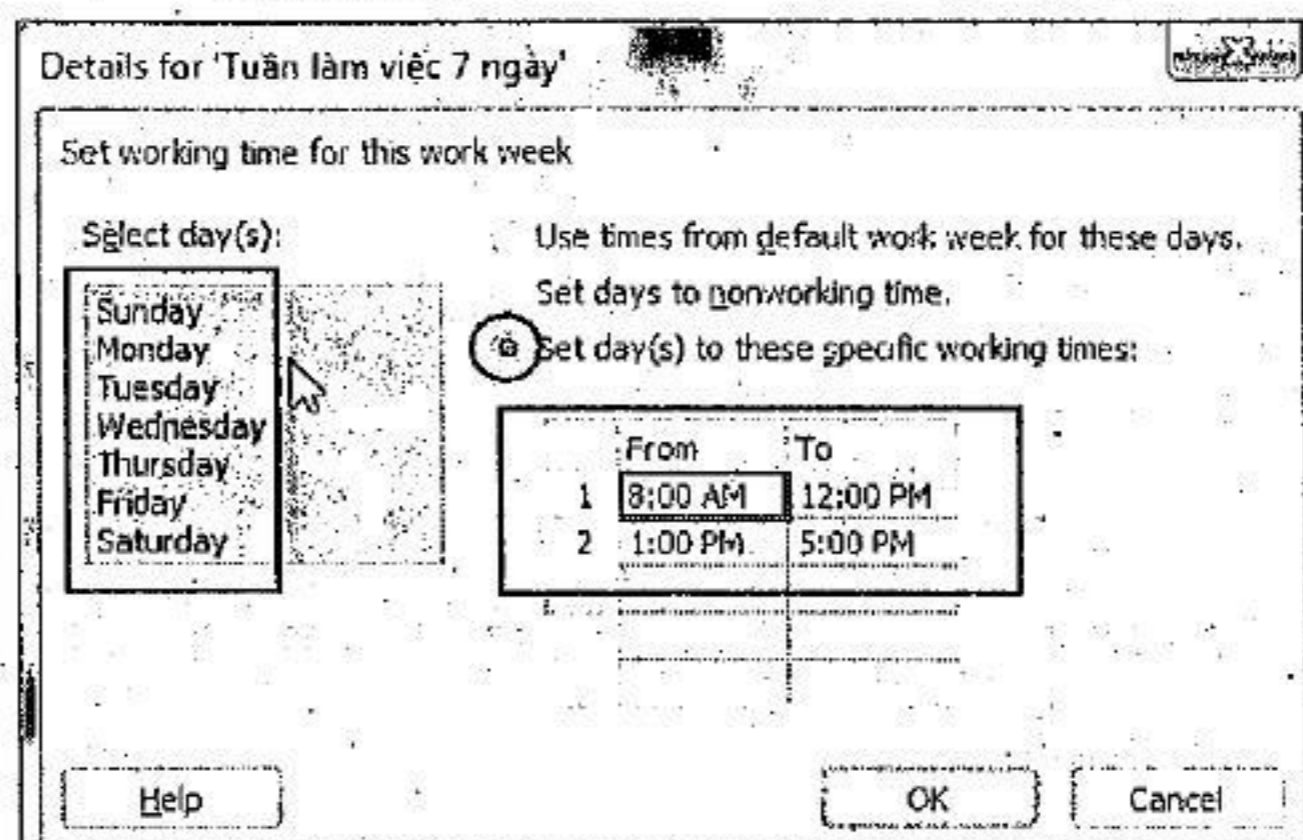 Details for 'Tuần làm việc 7 ngày'
Set working time for this work week
Select day(s):
Sunday
Monday
Tuesday
Wednesday
Thursday
Friday
Saturday
Use times from default work week for these days.
Set days to nonworking time.
Set day(s) to these specific working times:
From To
1 8:00 AM 12:00 PM
2 1:00 PM 5:00 PM
Help OK Cancel